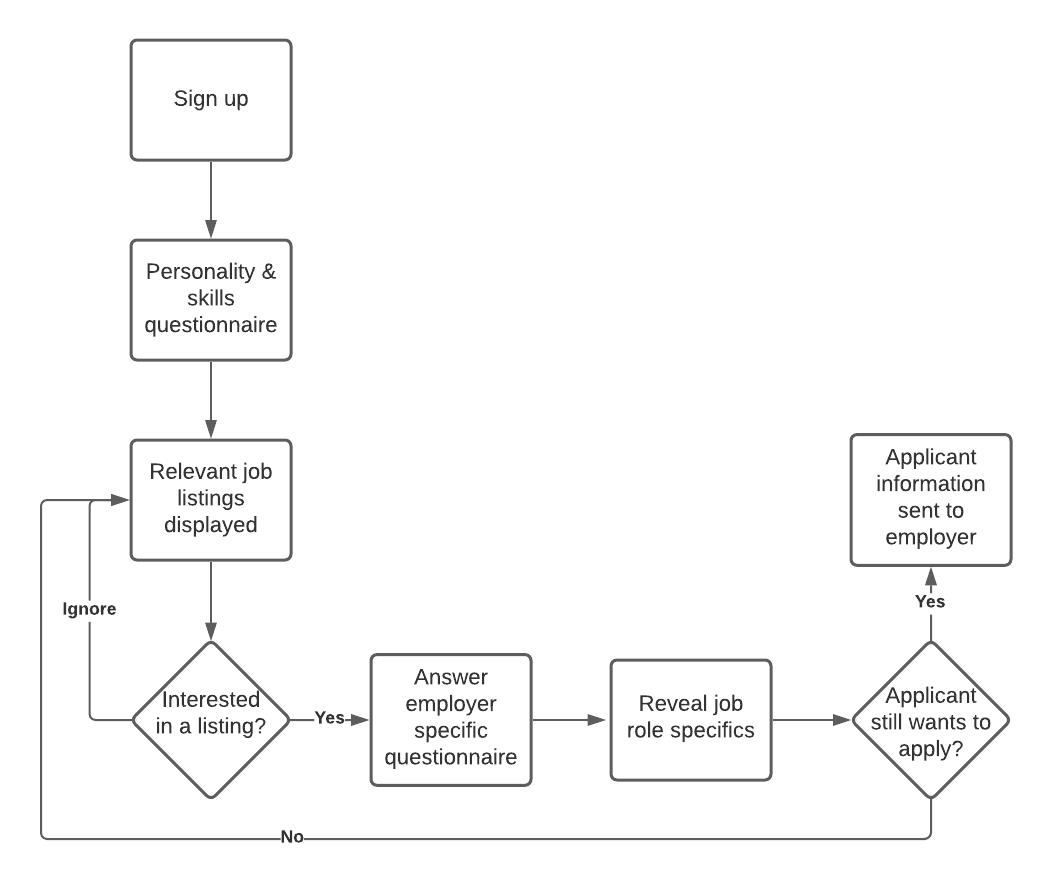 Sign up
Personality &
skills
questionnaire
Relevant job
listings
displayed
Ignore
Interested
in a listing?
Yes
Answer
employer
specific
questionnaire
Reveal job
role specifics
Applicant
still wants to
apply?
Yes
Applicant
information
sent to
employer
No